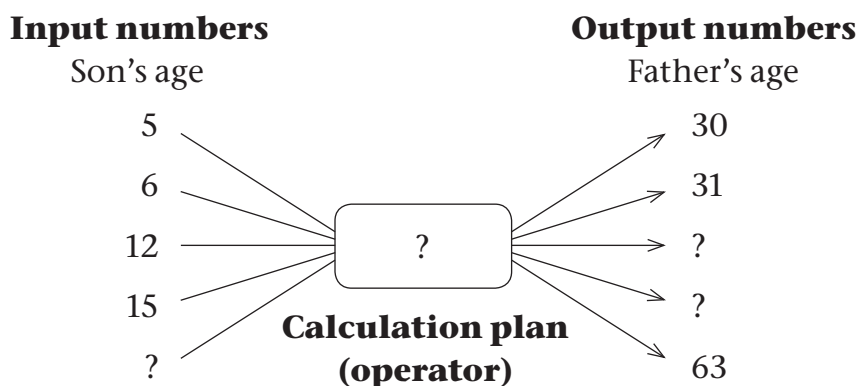 Input numbers Output numbers
Son's age Father's age
5 30
6 31
12 ? ?
15 ?
Calculation plan
? (operator) 63